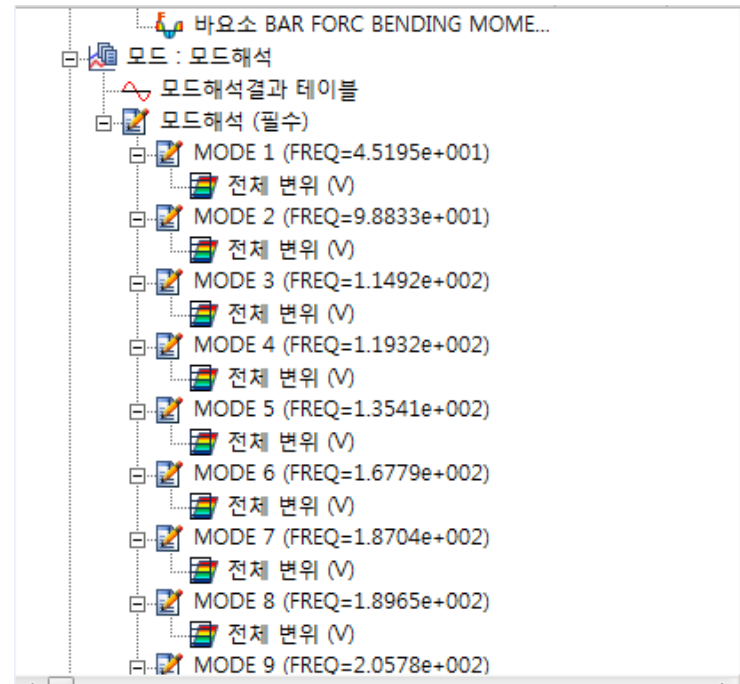 바요소 BAR FORC BENDING MOME...
모드 : 모드해석
모드해석결과 테이블
모드해석 (필수)
MODE 1 (FREQ=4.5195e+001)
전체 변위 (V)
MODE 2 (FREQ=9.8833e+001)
전체 변위 (V)
MODE 3 (FREQ=1.1492e+002)
전체 변위 (V)
MODE 4 (FREQ=1.1932e+002)
전체 변위 (V)
MODE 5 (FREQ=1.3541e+002)
전체 변위 (V)
MODE 6 (FREQ=1.6779e+002)
전체 변위 (V)
MODE 7 (FREQ=1.8704e+002)
전체 변위 (V)
MODE 8 (FREQ=1.8965e+002)
전체 변위 (V)
MODE 9 (FREQ=2.0578e+002)